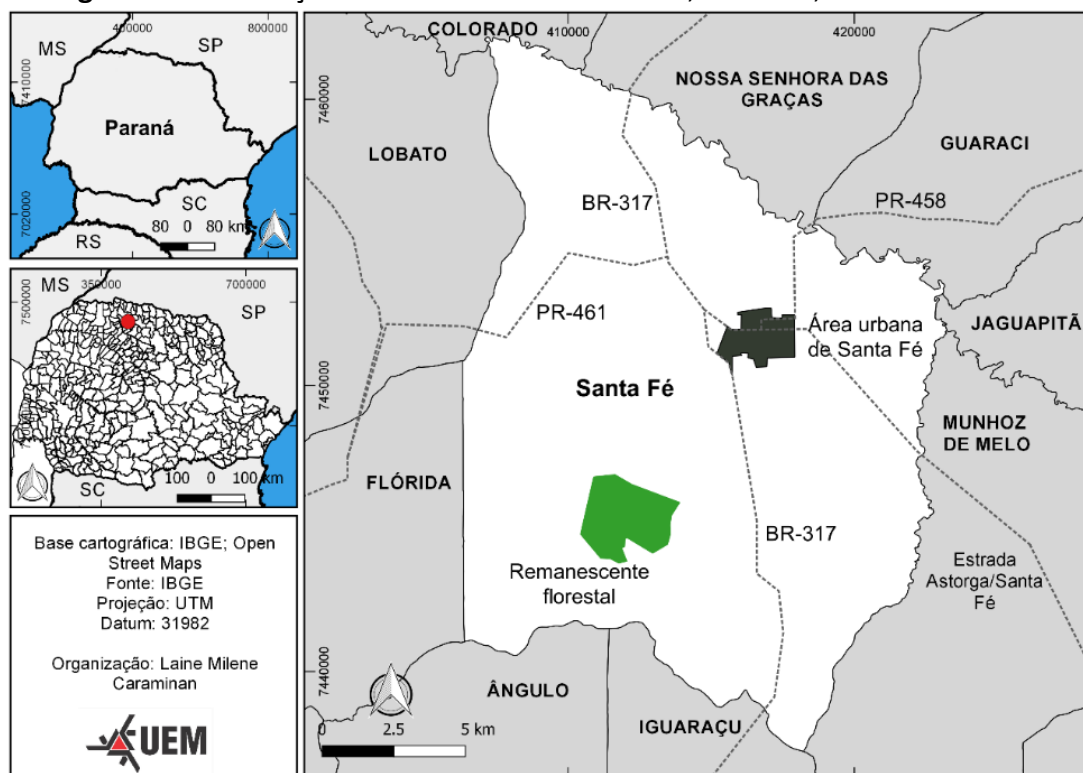 400000
800000
MS
SP
7410000
Paraná
7020000
SC
80 0 80 km
RS
MS
350000
700000
SP
7500000
100 0 100 km
SC
Base cartográfica: IBGE; Open
Street Maps
Fonte: IBGE
Projeção: UTM
Datum: 31982
Organização: Laine Milene
Caraminan
UEM
COLORADO
410000
420000
NOSSA SENHORA DAS
GRAÇAS
7460000
LOBATO
GUARACI
BR-317
PR-458
PR-461
Área urbana
de Santa Fé
JAGUAPITÃ
7450000
Santa Fé
MUNHOZ
DE MELO
FLÓRIDA
BR-317
Remanescente
florestal
Estrada
Astorga/Santa
Fé
7440000
ÂNGULO
IGUARAÇU
0 2.5 5 km